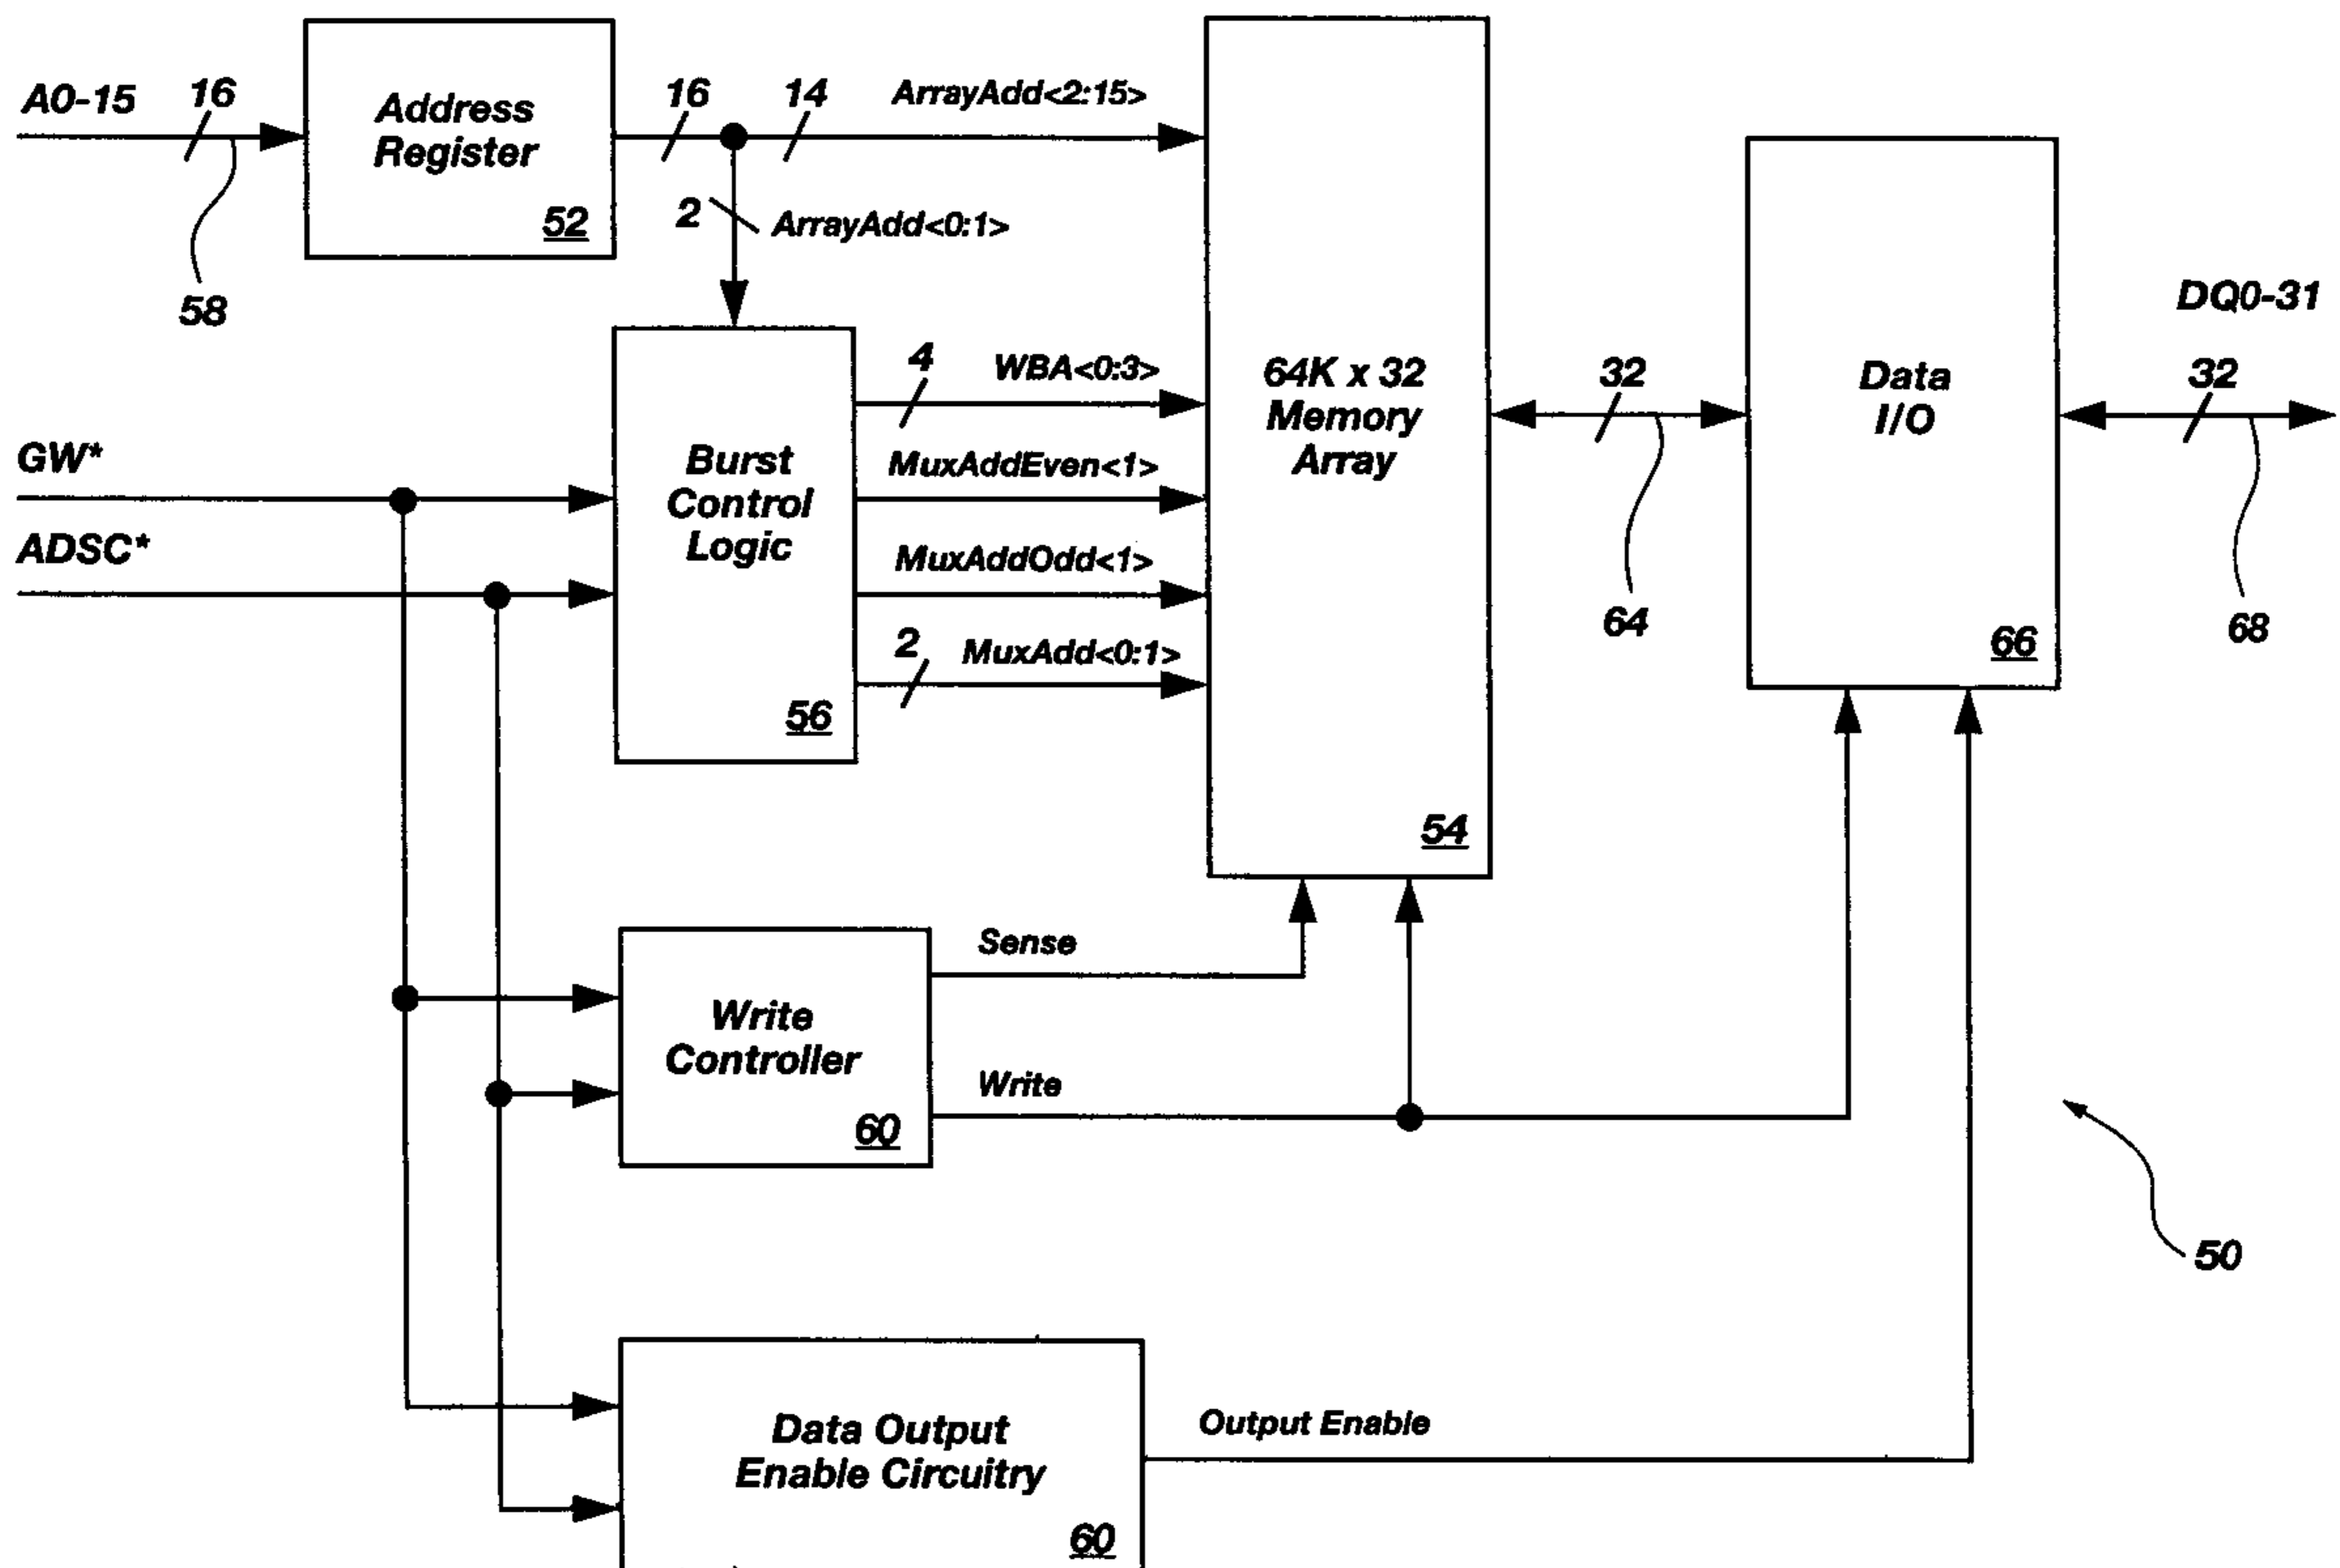 A0-15
16
Address
Register
52
58
16
14
ArrayAdd<2:15>
2
ArrayAdd<0:1>
GW*
ADSC*
Burst
Control
Logic
56
4
WBA<0:3>
MuxAddEven<1>
MuxAddOdd<1>
2
MuxAdd<0:1>
64K x 32
Memory
Array
54
32
64
Data
I/O
66
DQ0-31
32
68
Write
Controller
60
Sense
Write
50
Data Output
Enable Circuitry
60
Output Enable